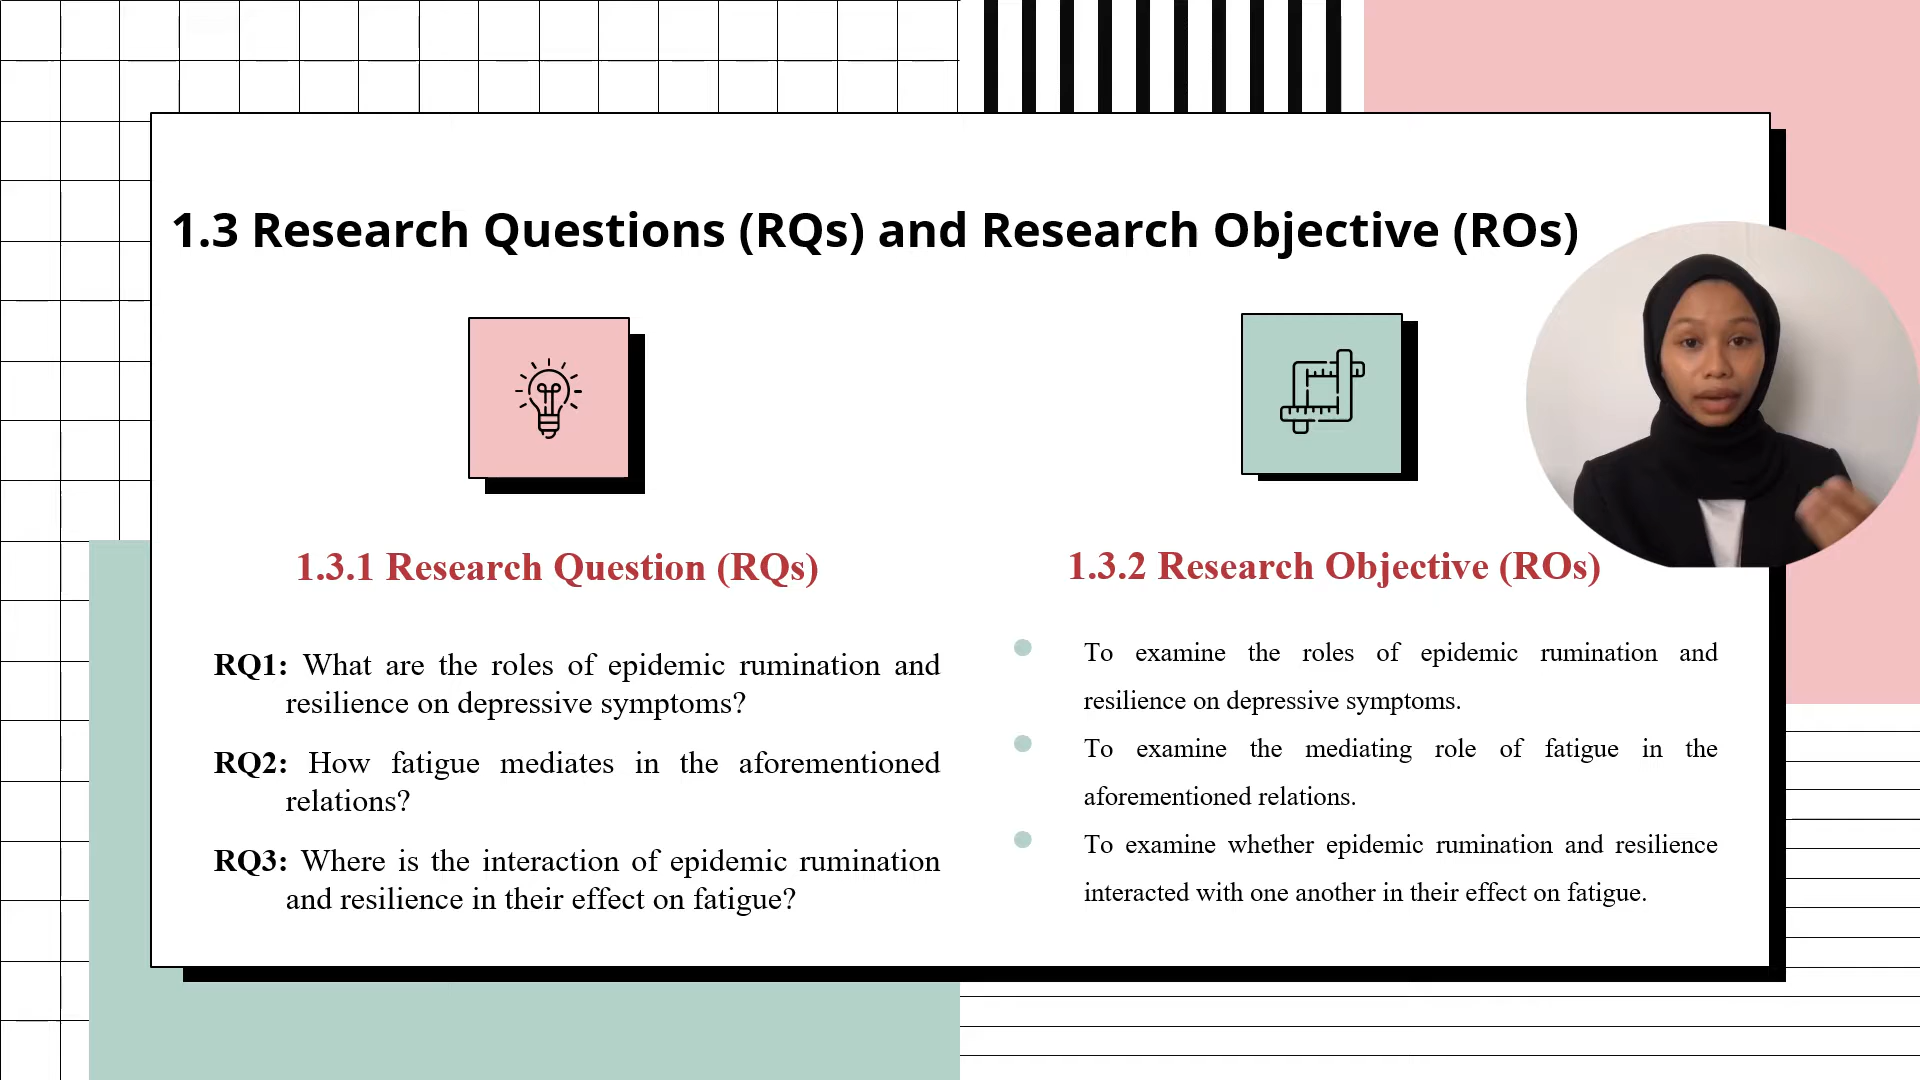 1.3 Research Questions (RQs) and Research Objective (ROs)
1.3.1 Research Question (RQs)
RQ1: What are the roles of epidemic rumination and
resilience on depressive symptoms?
RQ2: How fatigue mediates in the aforementioned
relations?
RQ3: Where is the interaction of epidemic rumination
and resilience in their effect on fatigue?
1.3.2 Research Objective (ROs)
To examine the roles of epidemic rumination and
resilience on depressive symptoms.
To examine the mediating role of fatigue in the
aforementioned relations.
To examine whether epidemic rumination and resilience
interacted with one another in their effect on fatigue.